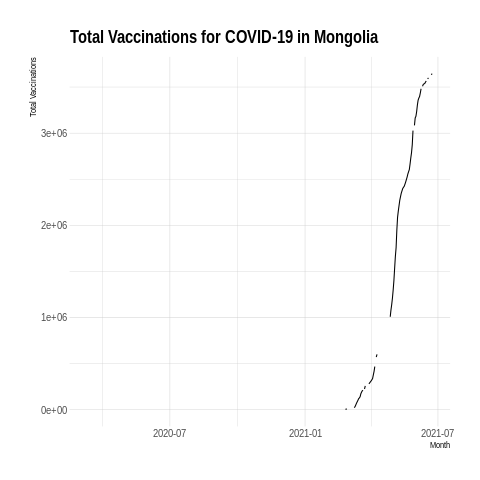 Total Vaccinations for COVID-19 in Mongolia
Total Vaccinations
3e+06
2e+06
1e+06
0e+00
2020-07
2021-01
2021-07
Month